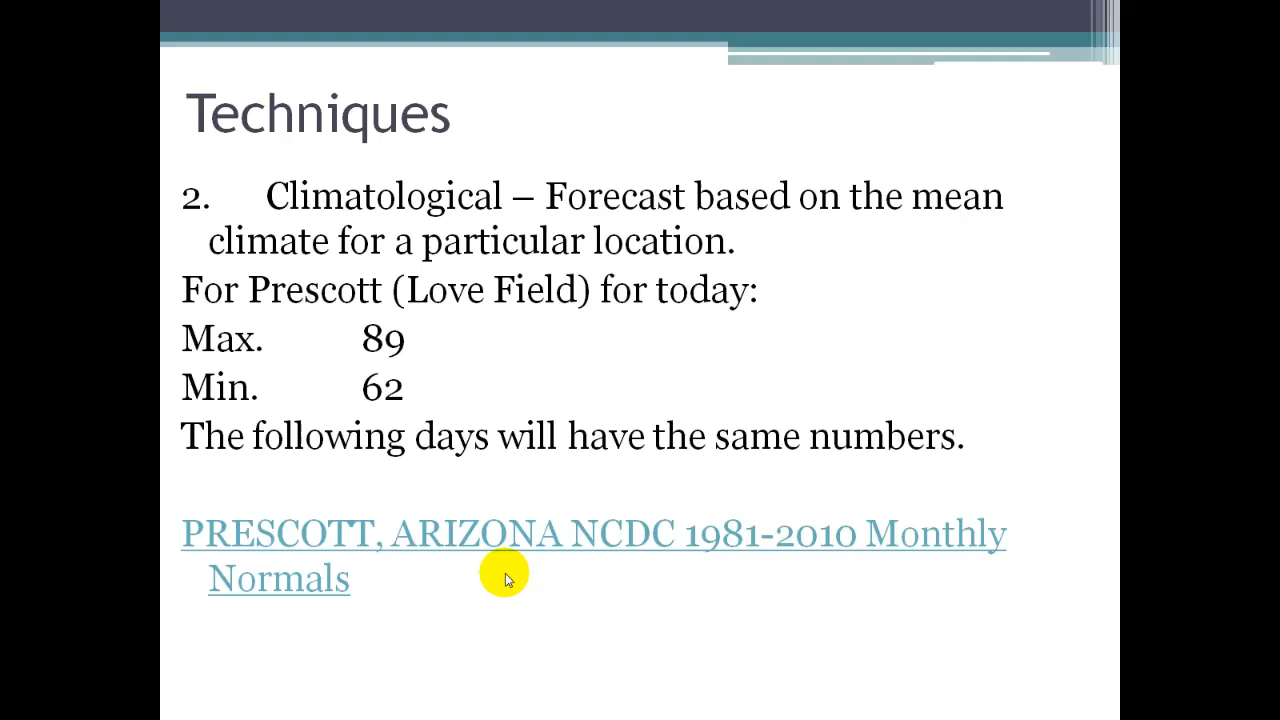 Techniques
2. Climatological – Forecast based on the mean
climate for a particular location.
For Prescott (Love Field) for today:
Max. 89
Min. 62
The following days will have the same numbers.
PRESCOTT, ARIZONA NCDC 1981-2010 Monthly
Normals